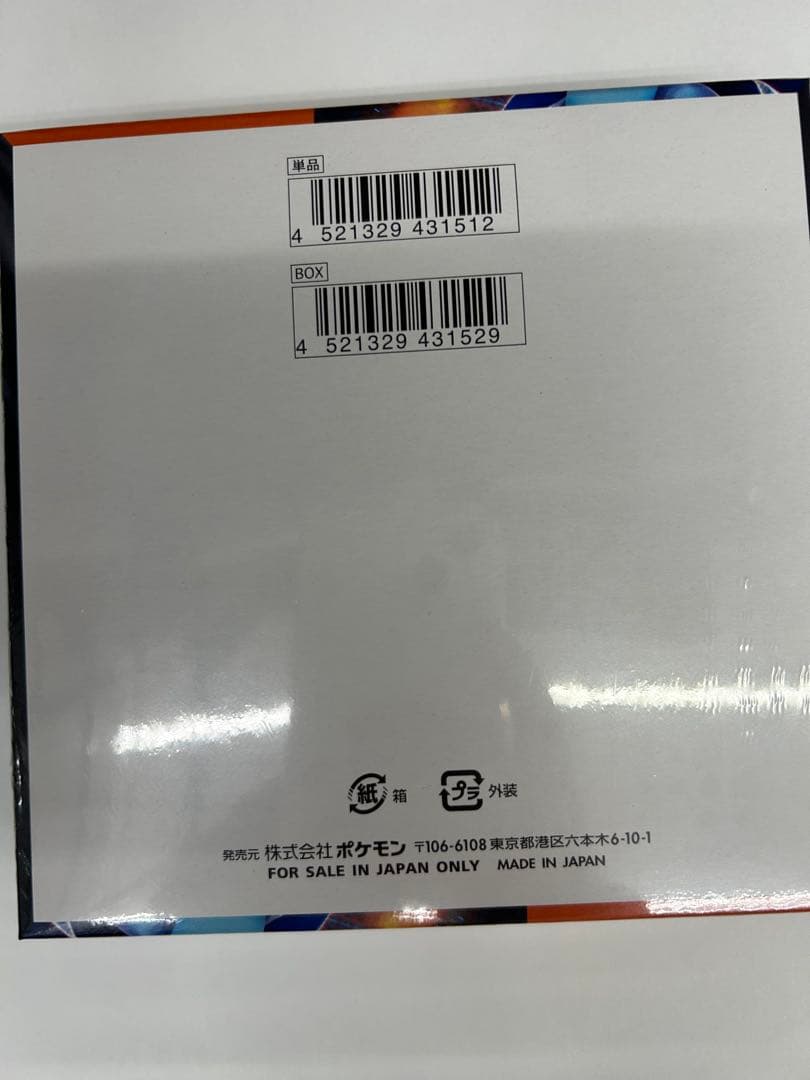 単品
4 521329 431512
BOX
4 521329 431529
紙 箱 プラ 外装
発売元 株式会社 ポケモン 〒106-6108 東京都港区六本木6-10-1
FOR SALE IN JAPAN ONLY MADE IN JAPAN